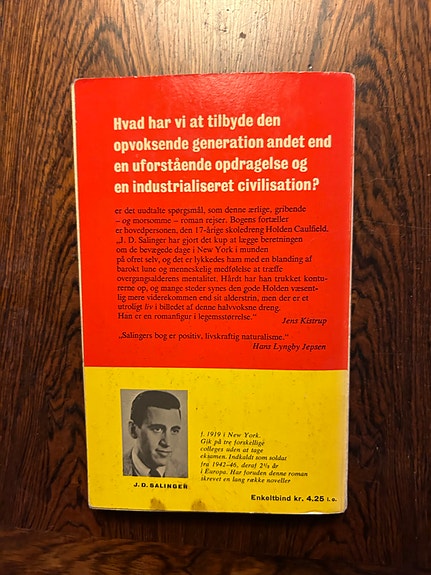 Hvad har vi at tilbyde den
opvoksende generation andet end
en uforstående opdragelse og
en industrialiseret civilisation?
er det uudtalte spørgsmål, som denne ærlige, gribende
– og morsomme – roman rejser. Bogens fortæller
er hovedpersonen, den 17-årige skoledreng Holden Caulfield.
„J. D. Salinger har gjort det kup at lægge beretningen
om de bevægede dage i New York i munden
på ofret selv, og det er lykkedes ham med en blanding af
barokt lune og menneskelig medfølelse at træffe
overgangsalderens mentalitet. Hårdt har han trukket kontu-
rerne op, og mange steder synes den gode Holden væsent-
lig mere viderekommen end sit alderstrin, men der er et
utroligt liv i billedet af denne halvvoksne dreng.
Han er en romanfigur i legemsstørrelse.“
Jens Kistrup
„Salingers bog er positiv, livskraftig naturalisme.“
Hans Lyngby Jepsen
f. 1919 i New York.
Gik på tre forskellige
colleges uden at tage
eksamen. Indkaldt som soldat
fra 1942-46, deraf 2½ år
i Europa. Har foruden denne roman
skrevet en lang række noveller
J. D. SALINGER
Enkeltbind kr. 4.25 i. o.